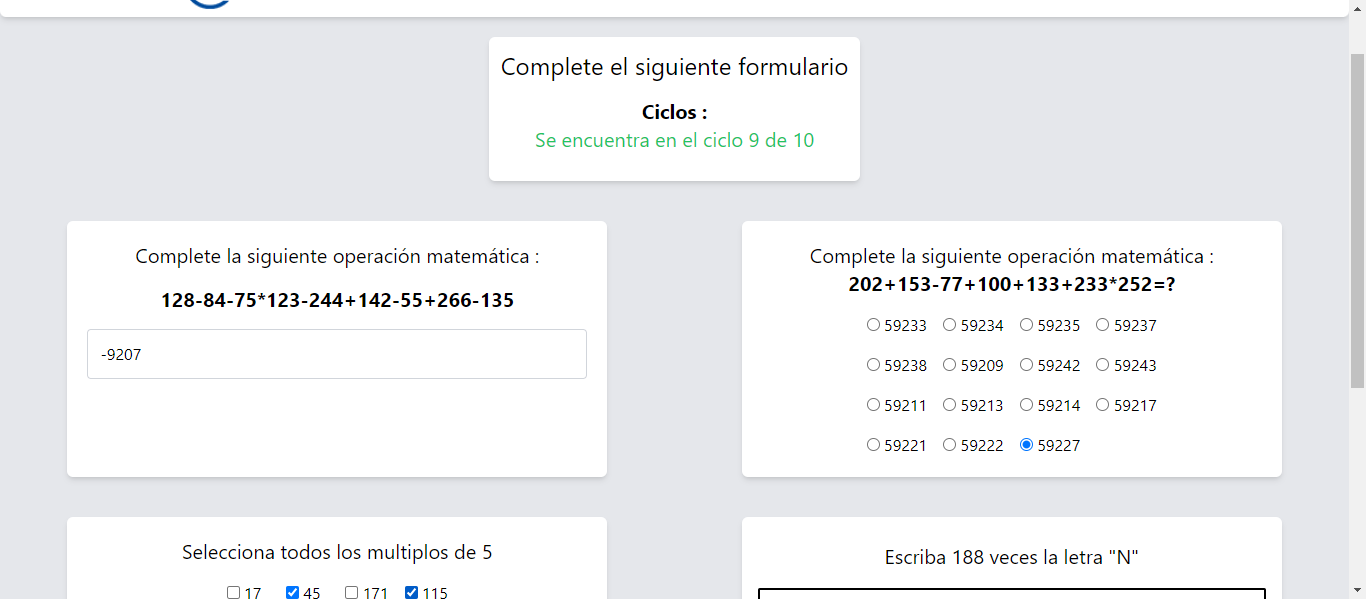 Complete el siguiente formulario
Ciclos :
Se encuentra en el ciclo 9 de 10
Complete la siguiente operación matemática :
128-84-75*123-244+142-55+266-135
-9207
Complete la siguiente operación matemática :
202+153-77+100+133+233*252=?
59233 59234 59235 59237
59238 59209 59242 59243
59211 59213 59214 59217
59221 59222 59227
Selecciona todos los multiplos de 5
17 45 171 115
Escriba 188 veces la letra "N"